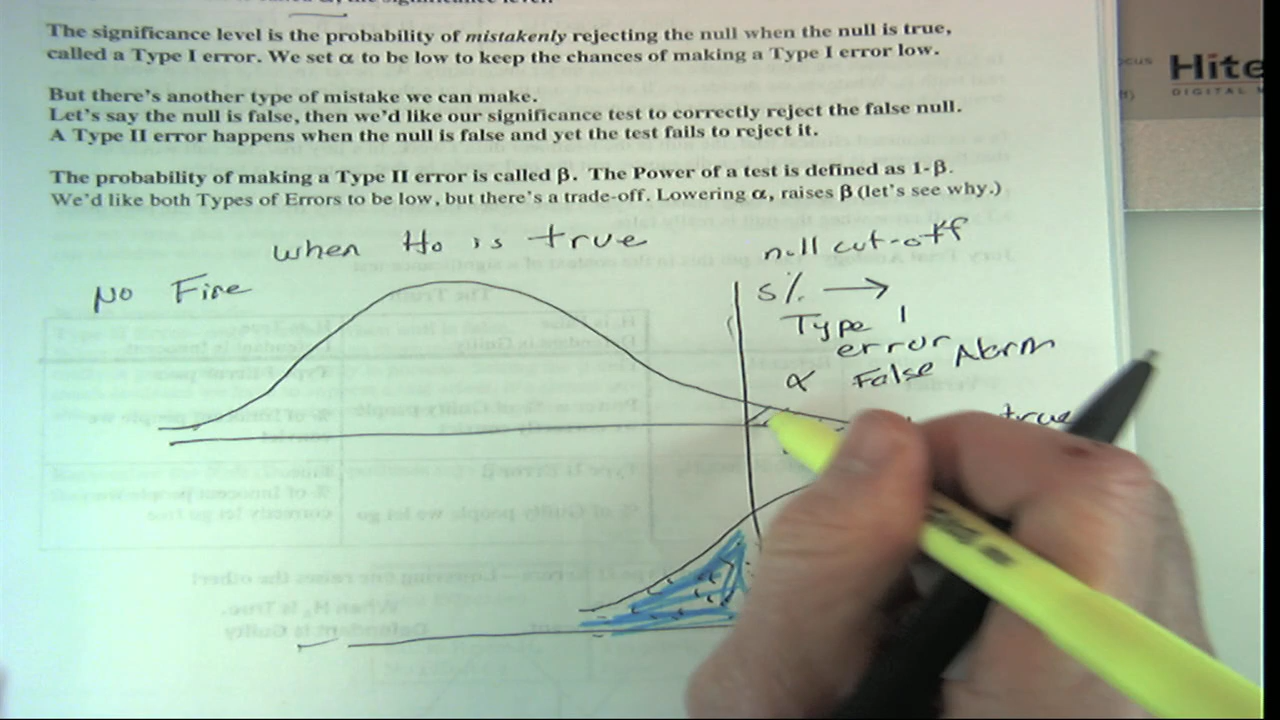 The significance level is the probability of mistakenly rejecting the null when the null is true,
called a Type I error. We set α to be low to keep the chances of making a Type I error low.
But there's another type of mistake we can make.
Let's say the null is false, then we'd like our significance test to correctly reject the false null.
A Type II error happens when the null is false and yet the test fails to reject it.
The probability of making a Type II error is called β. The Power of a test is defined as 1-β.
We'd like both Types of Errors to be low, but there's a trade-off. Lowering α, raises β (let's see why.)
when Ho is true
No Fire
null cut-off
5% →
Type 1
error
α False Alarm
true
Hite
DIGITAL